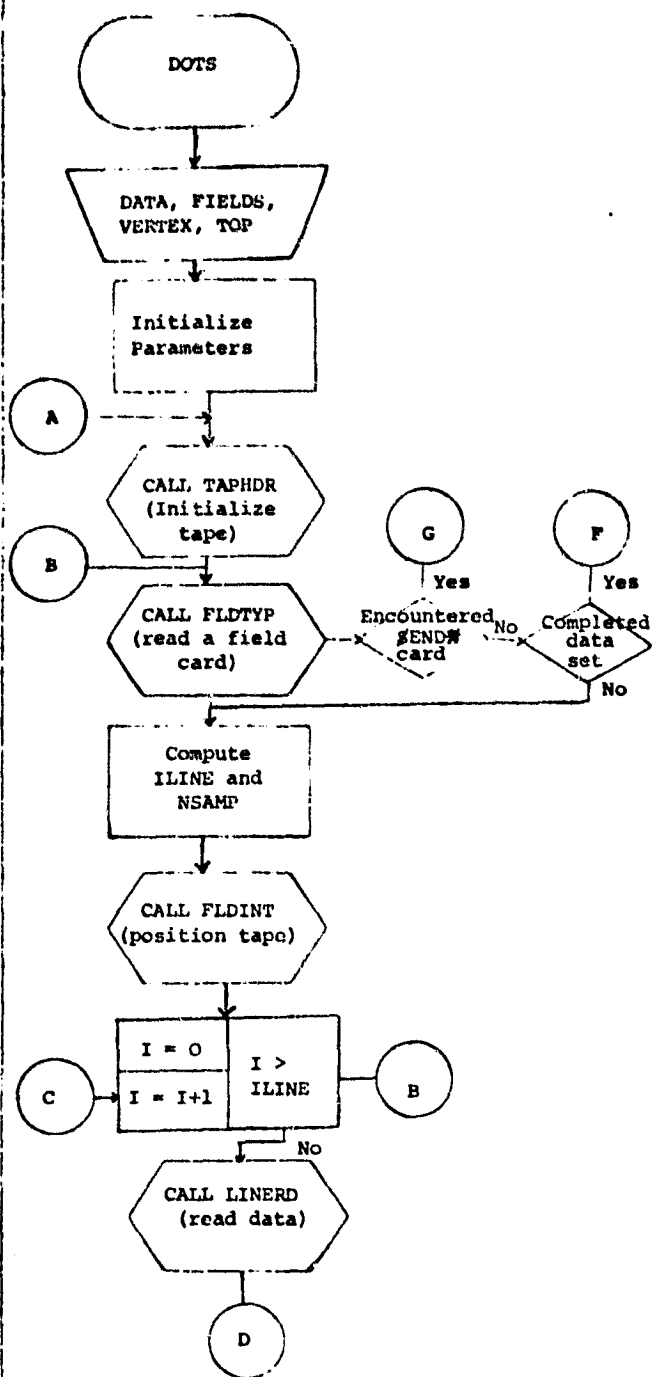 DOTS
DATA, FIELDS,
VERTEX, TOP
Initialize
Parameters
A
CALL TAPHDR
(Initialize
tape)
B
G
F
Yes
Yes
CALL FLDTYP
(read a field
card)
Encountered
$END#
card
No
Completed
data
set
No
Compute
ILINE and
NSAMP
CALL FLDINT
(position tape)
I = 0
I = I+1
I >
ILINE
C
B
No
CALL LINERD
(read data)
D